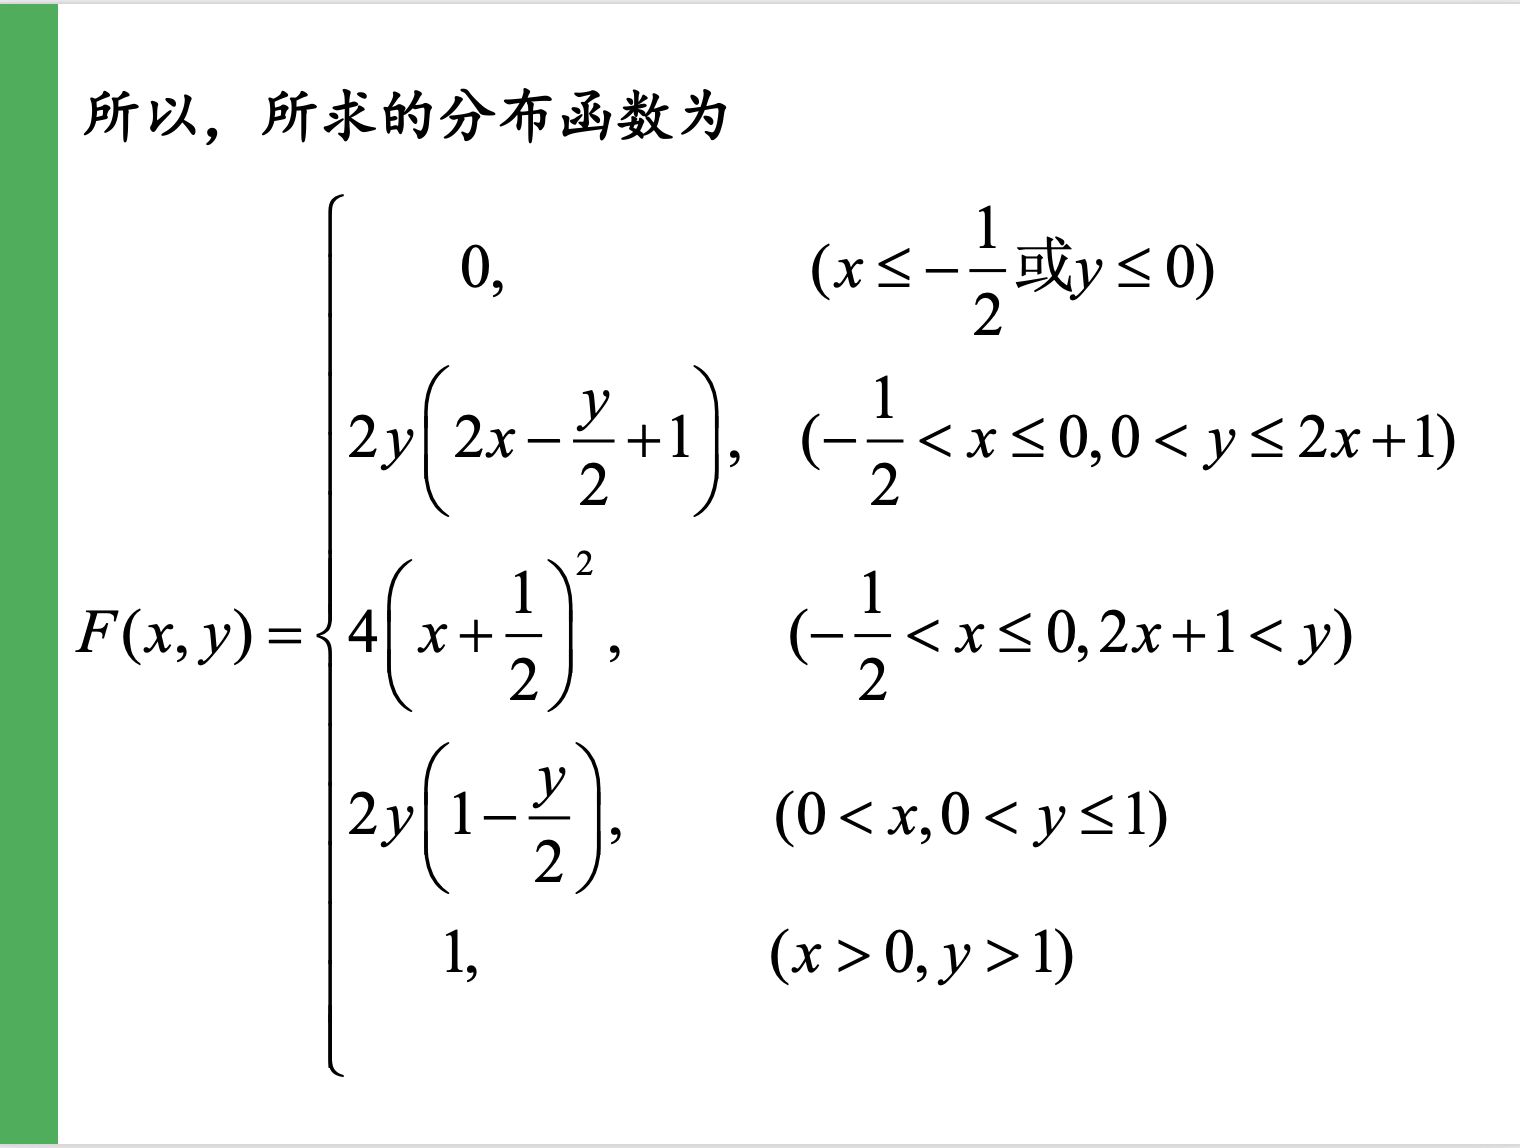 所以，所求的分布函数为
0, (x ≤ -1/2 或 y ≤ 0)
2y(2x - y/2 + 1), (-1/2 < x ≤ 0, 0 < y ≤ 2x + 1)
F(x, y) = { 4(x + 1/2)², (-1/2 < x ≤ 0, 2x + 1 < y)
2y(1 - y/2), (0 < x, 0 < y ≤ 1)
1, (x > 0, y > 1)